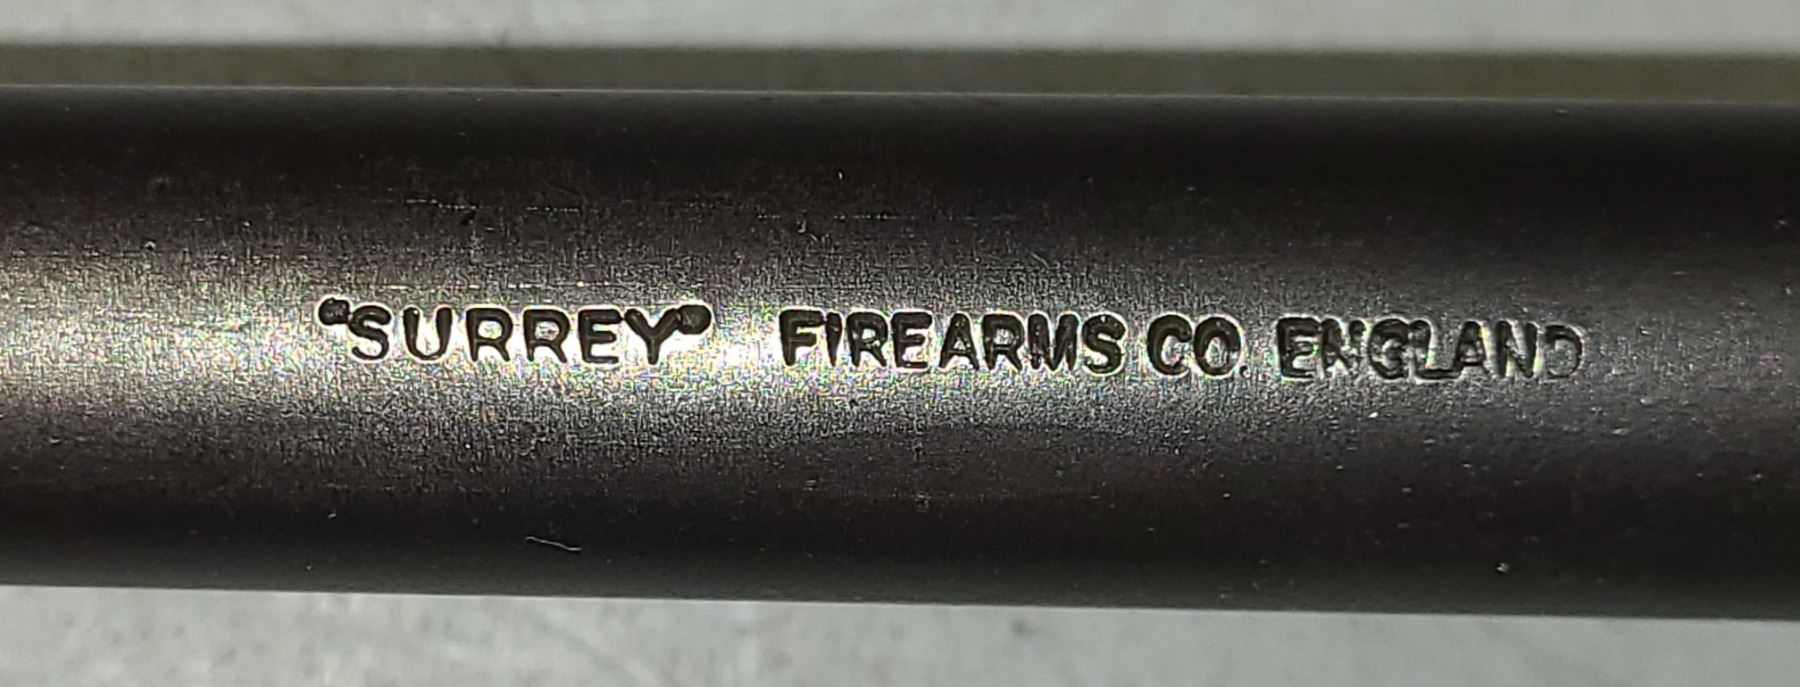 "SURREY" FIREARMS CO. ENGLAND